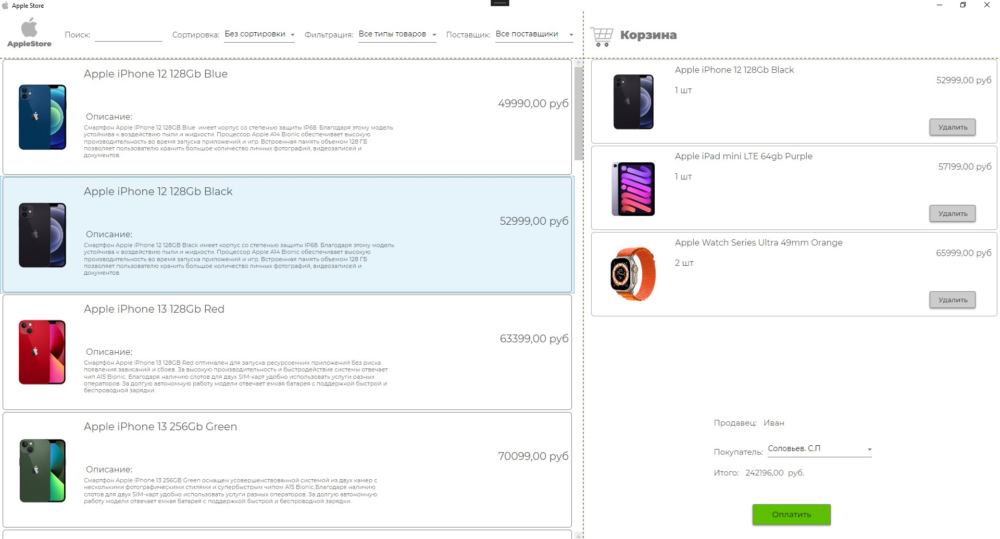 Apple Store
AppleStore
Поиск:
Сортировка: Без сортировки
Фильтрация: Все типы товаров
Поставщик: Все поставщики
Apple iPhone 12 128Gb Blue
49990,00 руб
Описание:
Смартфон Apple iPhone 12 128GB Blue  имеет корпус со степенью защиты IP68. Благодаря этому модель
устойчива к воздействию пыли и жидкости. Процессор Apple A14 Bionic обеспечивает высокую
производительность во время запуска приложений и игр. Встроенная память объемом 128 ГБ
позволяет пользователю хранить большое количество личных фотографий, видеозаписей и
документов.
Apple iPhone 12 128Gb Black
52999,00 руб
Описание:
Смартфон Apple iPhone 12 128GB Black имеет корпус со степенью защиты IP68. Благодаря этому модель
устойчива к воздействию пыли и жидкости. Процессор Apple A14 Bionic обеспечивает высокую
производительность во время запуска приложений и игр. Встроенная память объемом 128 ГБ
позволяет пользователю хранить большое количество личных фотографий, видеозаписей и
документов.
Apple iPhone 13 128Gb Red
63399,00 руб
Описание:
Смартфон Apple iPhone 13 128GB Red оптимален для запуска ресурсоемких приложений без риска
появления зависаний и сбоев. За высокую производительность и быстродействие системы отвечает
чип A15 Bionic. Благодаря наличию слотов для двух SIM-карт удобно использовать услуги разных
операторов. За долгую автономную работу модели отвечает емкая батарея с поддержкой быстрой и
беспроводной зарядки.
Apple iPhone 13 256Gb Green
70099,00 руб
Описание:
Смартфон Apple iPhone 13 256GB Green оснащен усовершенствованной системой из двух камер с
несколькими фотографическими стилями и супербыстрым чипом A15 Bionic.Благодаря наличию
слотов для двух SIM-карт удобно использовать услуги разных операторов. За долгую автономную
работу модели отвечает емкая батарея с поддержкой быстрой и беспроводной зарядки.
Корзина
Apple iPhone 12 128Gb Black
52999,00 руб
1 шт
Удалить
Apple iPad mini LTE 64gb Purple
57199,00 руб
1 шт
Удалить
Apple Watch Series Ultra 49mm Orange
65999,00 руб
2 шт
Удалить
Продавец: Иван
Покупатель: Соловьев. С.П
Итого: 242196,00 руб.
Оплатить